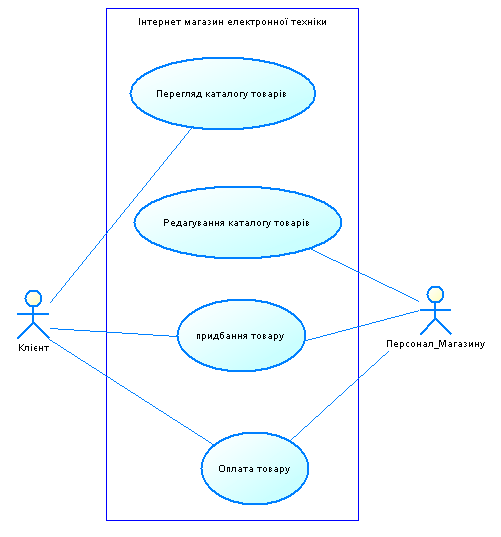 Інтернет магазин електронної техніки
Перегляд каталогу товарів
Редагування каталогу товарів
придбання товару
Клієнт
Персонал_Магазину
Оплата товару